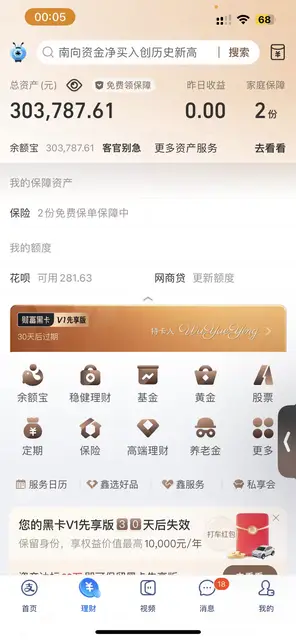 00:05
68
南向资金净买入创历史新高 | 搜索
总资产(元) 免费领保障 昨日收益 家庭保障
303,787.61 0.00 2份
余额宝 303,787.61 客官别急 更多资产服务 去看看
我的保障资产
保险 2份免费保单保障中
我的额度
花呗 可用281.63 网商贷 更新额度
财富黑卡 V1先享版
30天后过期
持卡人
余额宝 稳健理财 基金 黄金 股票
定期 保险 高端理财 养老金 更多
服务日历 鑫选好品 鑫服务 私享会
您的黑卡V1先享版30天后失效
保留身份，享权益价值最高10,000元/年
打车红包
首页 理财 视频 消息 18 我的